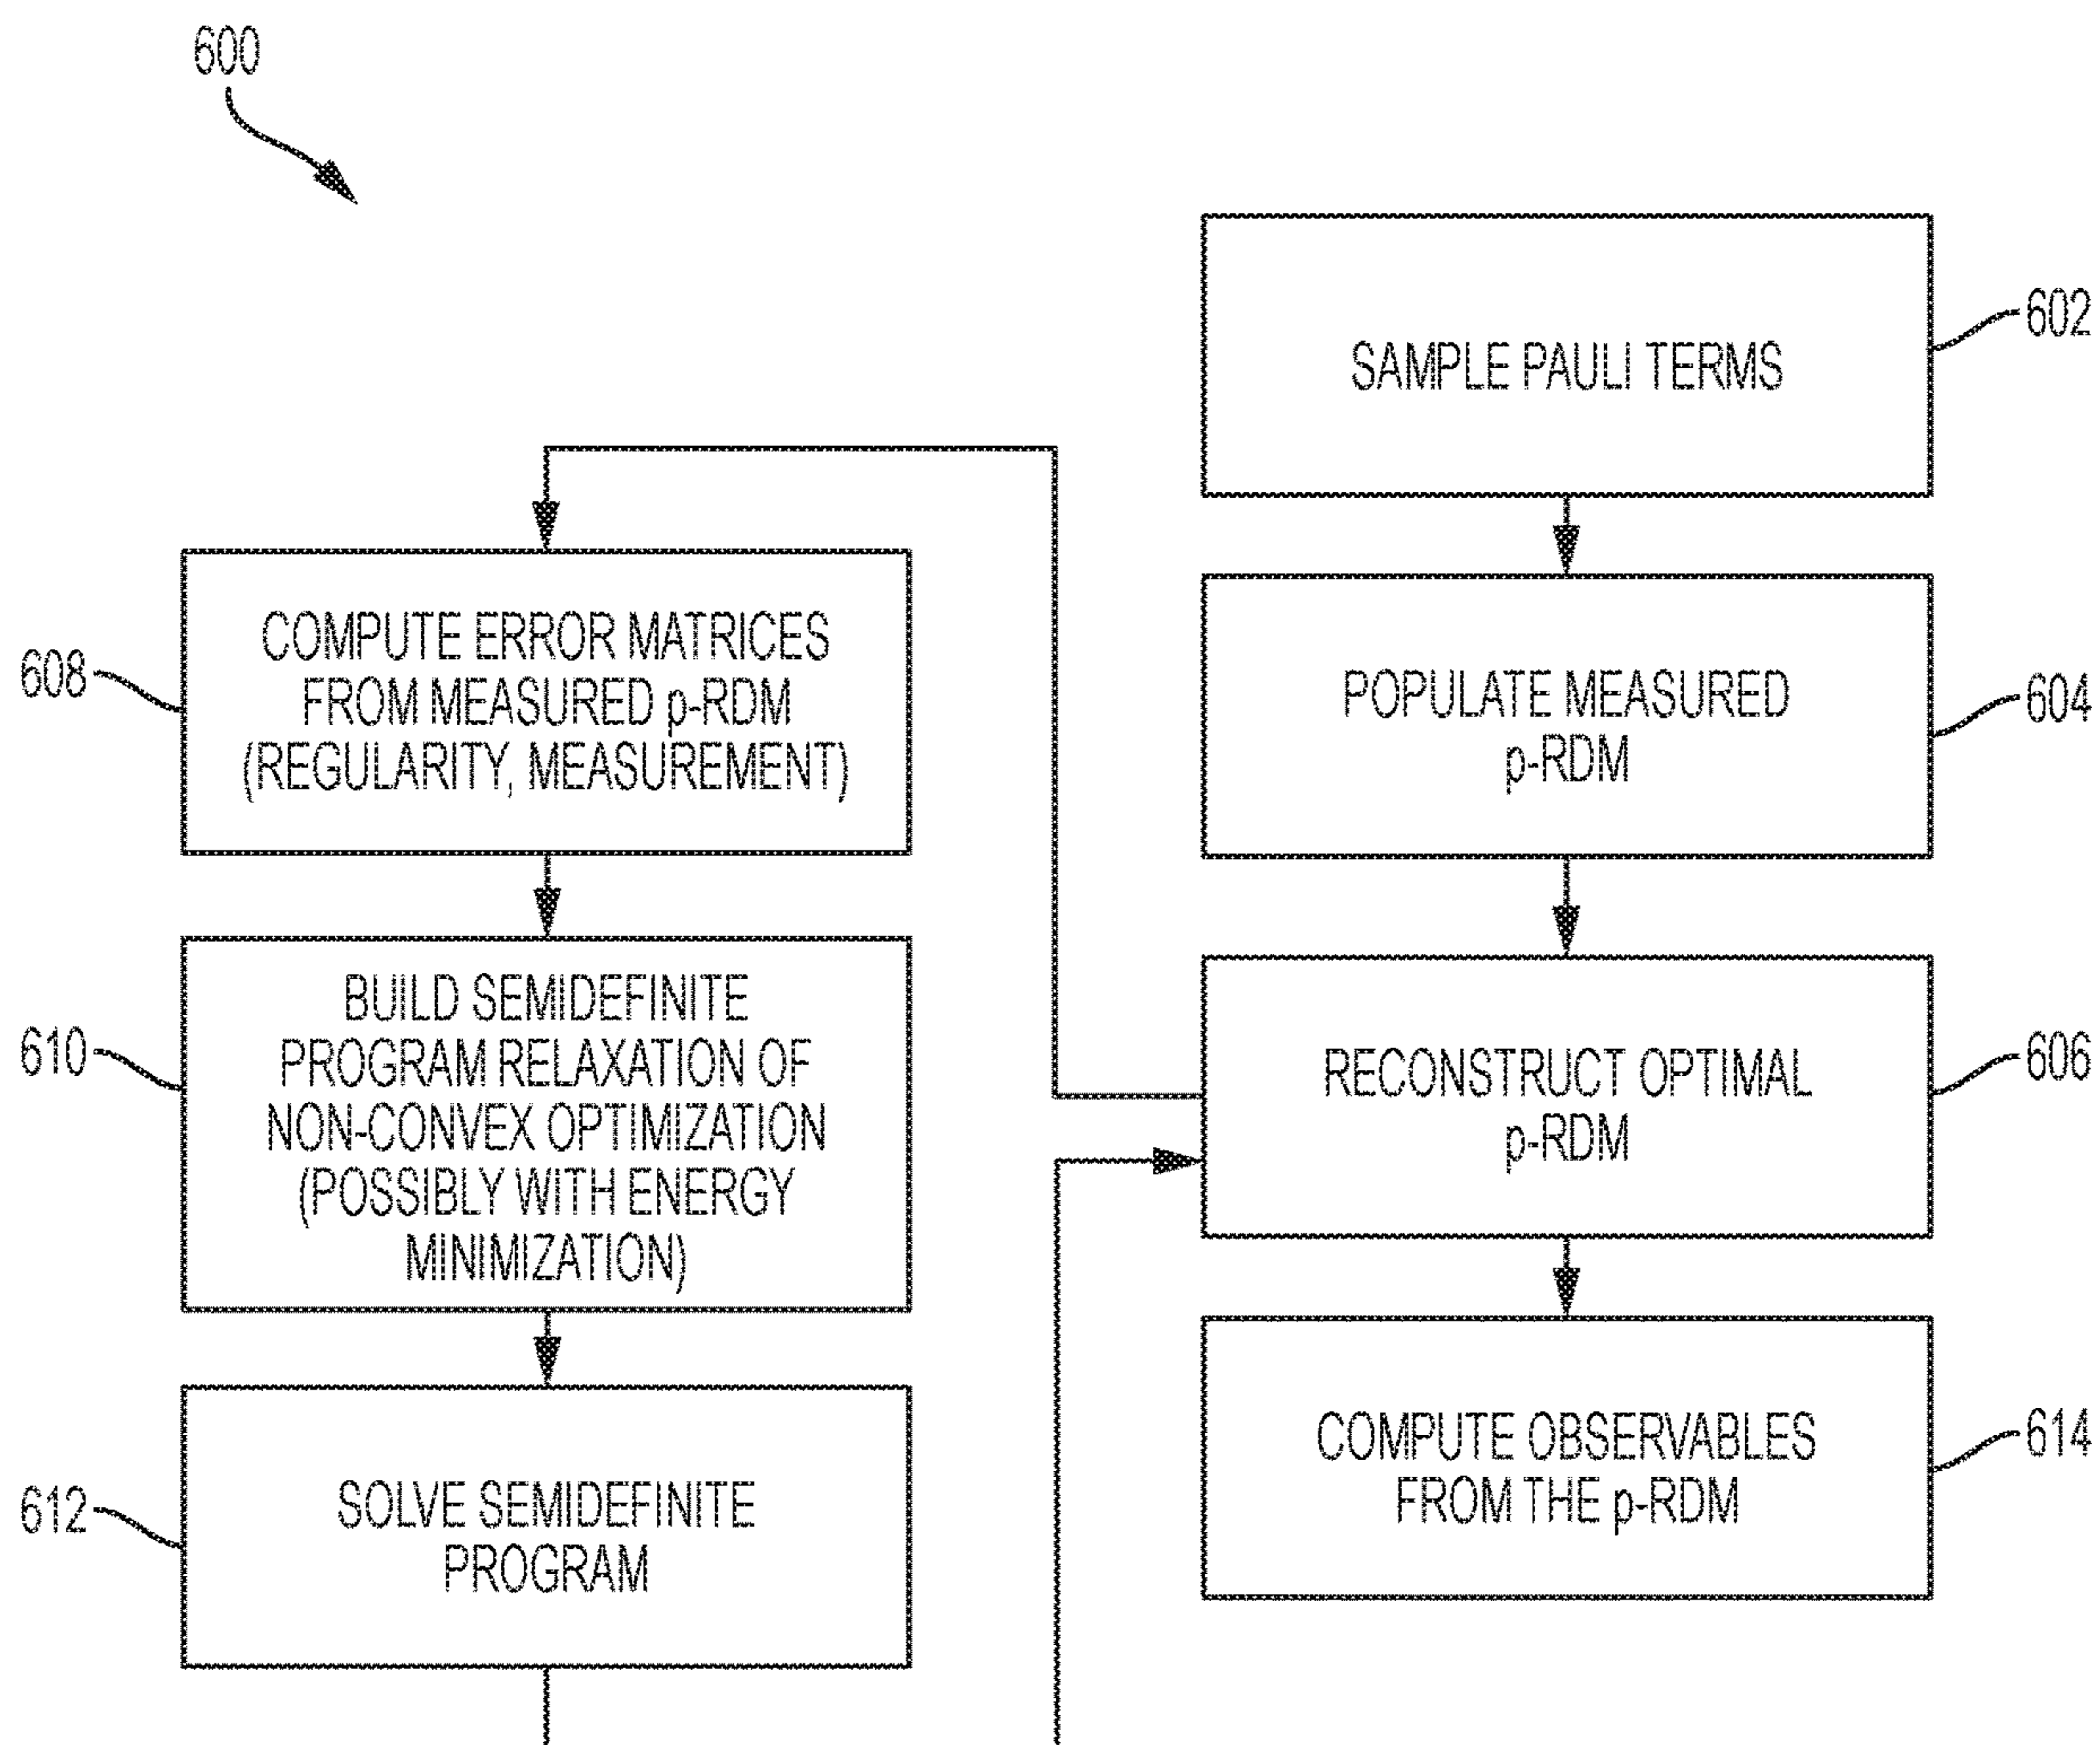 600
SAMPLE PAULI TERMS
602
POPULATE MEASURED
p-RDM
604
RECONSTRUCT OPTIMAL
p-RDM
606
COMPUTE ERROR MATRICES
FROM MEASURED p-RDM
(REGULARITY, MEASUREMENT)
608
BUILD SEMIDEFINITE
PROGRAM RELAXATION OF
NON-CONVEX OPTIMIZATION
(POSSIBLY WITH ENERGY
MINIMIZATION)
610
SOLVE SEMIDEFINITE
PROGRAM
612
COMPUTE OBSERVABLES
FROM THE p-RDM
614